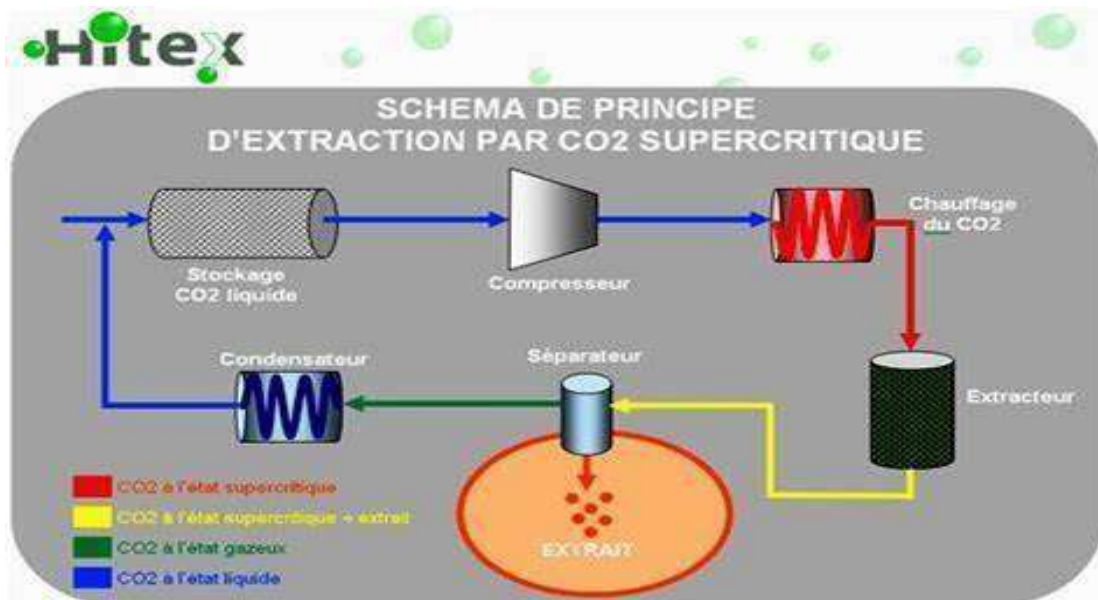 Hitex
SCHEMA DE PRINCIPE
D'EXTRACTION PAR CO2 SUPERCRITIQUE
Stockage
CO2 liquide
Compresseur
Chauffage
du CO2
Condensateur
Séparateur
Extracteur
CO2 à l'état supercritique
CO2 à l'état supercritique + extrait
CO2 à l'état gazeux
CO2 à l'état liquide
EXTRAIT